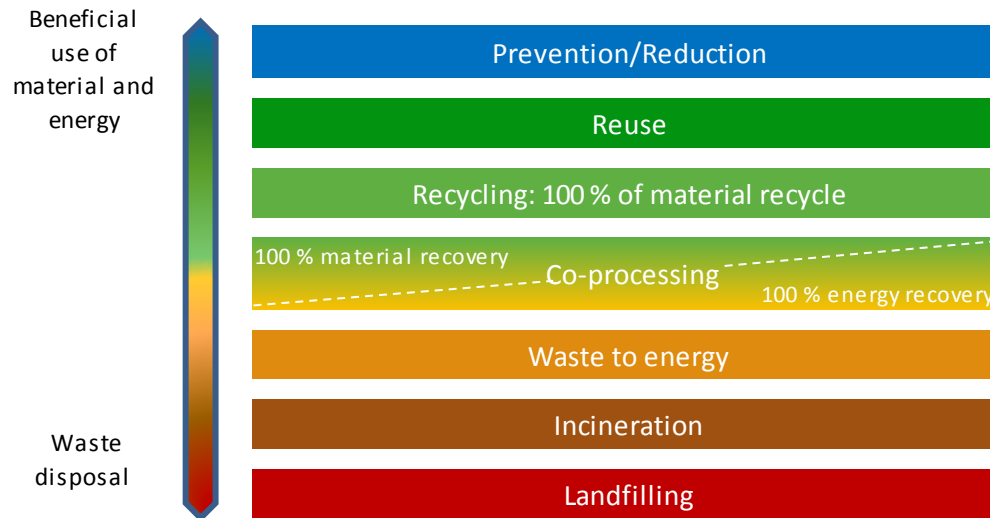 Beneficial
use of
material and
energy
Prevention/Reduction
Reuse
Recycling: 100 % of material recycle
100 % material recovery
Co-processing
100 % energy recovery
Waste to energy
Incineration
Waste
disposal
Landfilling